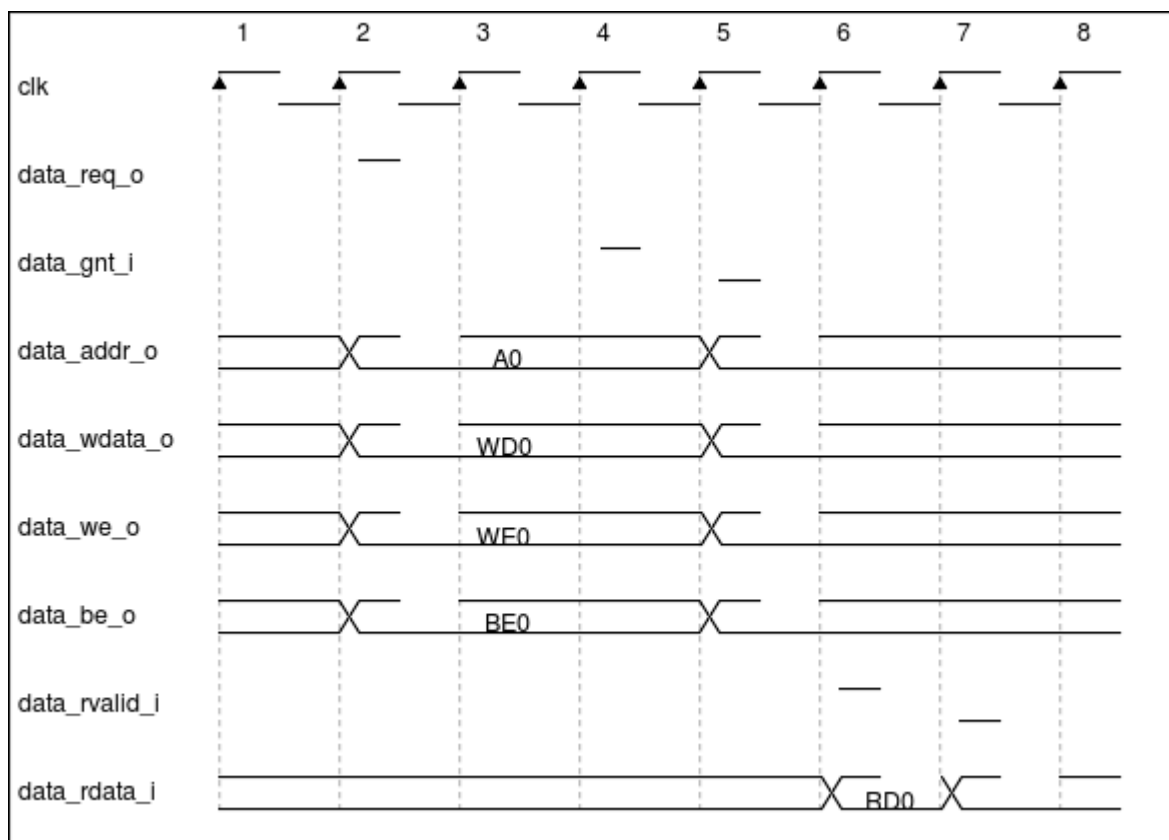 1 2 3 4 5 6 7 8
clk
data_req_o
data_gnt_i
data_addr_o A0
data_wdata_o WD0
data_we_o WE0
data_be_o BE0
data_rvalid_i
data_rdata_i RD0